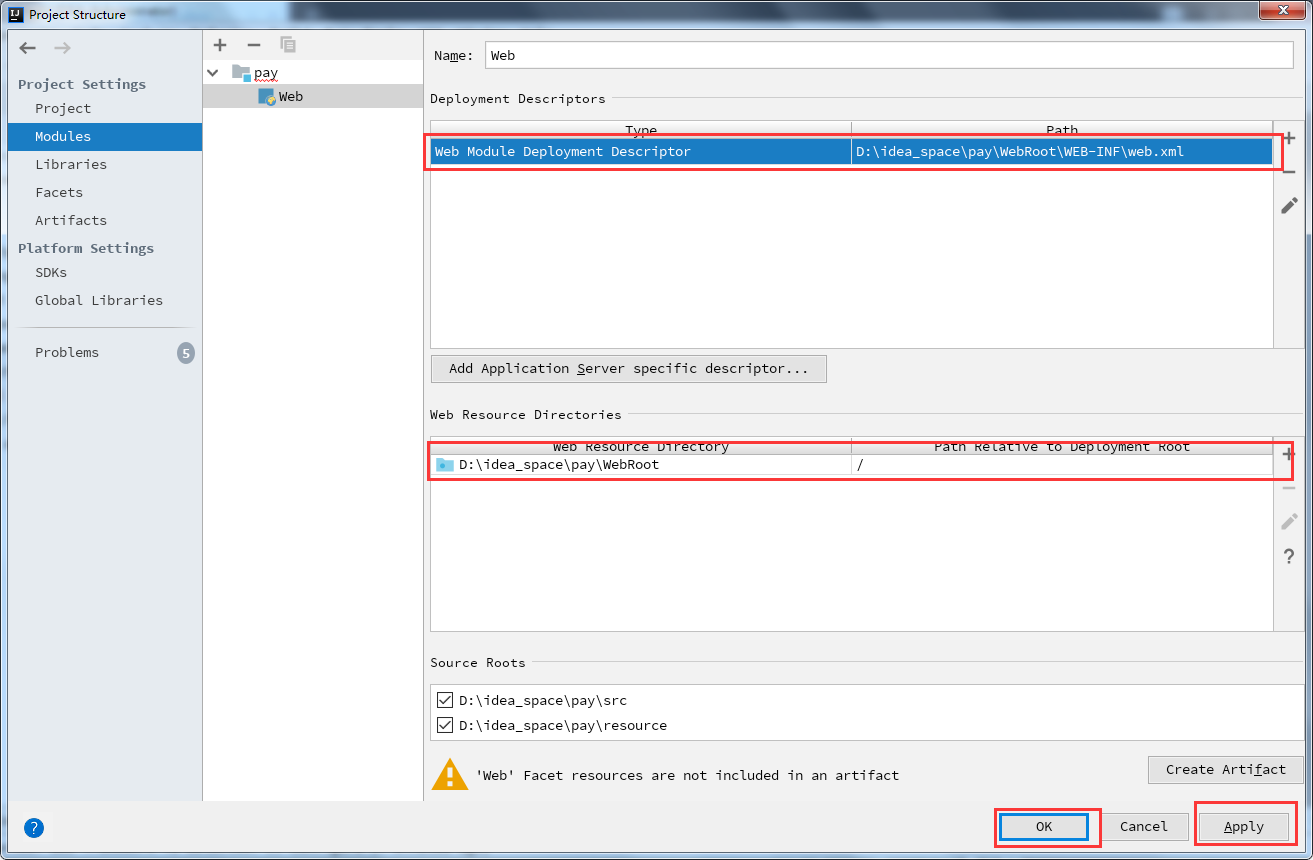 Project Structure
Project Settings
Project
Modules
Libraries
Facets
Artifacts
Platform Settings
SDKs
Global Libraries
Problems 5
pay
Web
Name: Web
Deployment Descriptors
Type Path
Web Module Deployment Descriptor D:\idea_space\pay\WebRoot\WEB-INF\web.xml
Add Application Server specific descriptor...
Web Resource Directories
Web Resource Directory Path Relative to Deployment Root
D:\idea_space\pay\WebRoot /
Source Roots
D:\idea_space\pay\src
D:\idea_space\pay\resource
'Web' Facet resources are not included in an artifact
Create Artifact
? OK Cancel Apply